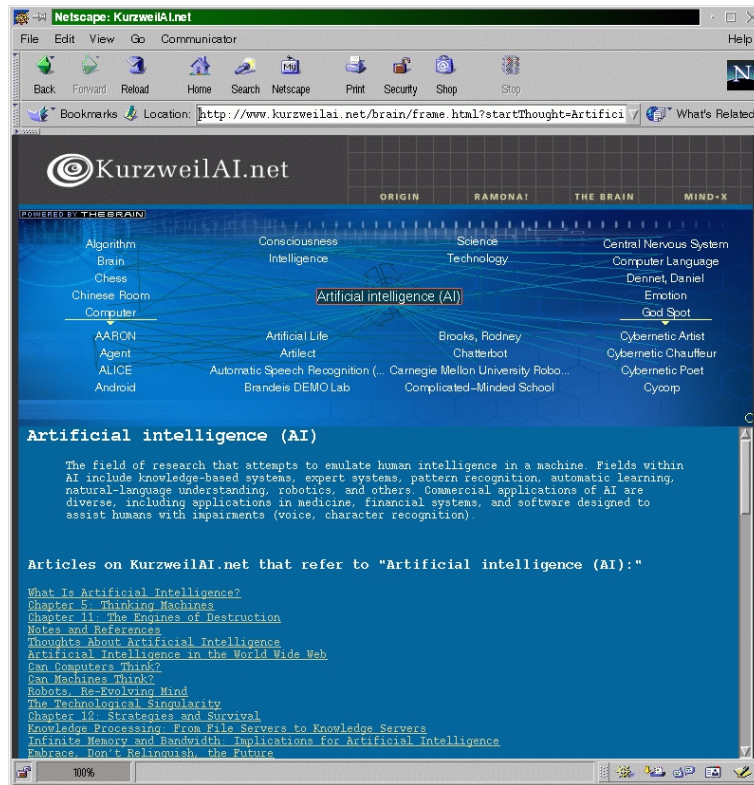 Netscape: KurzweilAI.net
File Edit View Go Communicator Help
Back Forward Reload Home Search Netscape Print Security Shop Stop
N
My
Bookmarks Location: http://www.kurzweilai.net/brain/frame.html?startThought=Artifici What's Related
KurzweilAI.net
ORIGIN RAMONA! THE BRAIN MIND•X
POWERED BY THEBRAIN
Algorithm Consciousness Science Central Nervous System
Brain Intelligence Technology Computer Language
Chess Dennet, Daniel
Chinese Room Artificial intelligence (AI) Emotion
Computer God Spot
AARON Artificial Life Brooks, Rodney Cybernetic Artist
Agent Artilect Chatterbot Cybernetic Chauffeur
ALICE Automatic Speech Recognition (... Carnegie Mellon University Robo... Cybernetic Poet
Android Brandeis DEMO Lab Complicated-Minded School Cycorp
Artificial intelligence (AI)
The field of research that attempts to emulate human intelligence in a machine. Fields within
AI include knowledge-based systems, expert systems, pattern recognition, automatic learning,
natural-language understanding, robotics, and others. Commercial applications of AI are
diverse, including applications in medicine, financial systems, and software designed to
assist humans with impairments (voice, character recognition).
Articles on KurzweilAI.net that refer to "Artificial intelligence (AI):"
What Is Artificial Intelligence?
Chapter 5: Thinking Machines
Chapter 11: The Engines of Destruction
Notes and References
Thoughts About Artificial Intelligence
Artificial Intelligence in the World Wide Web
Can Computers Think?
Can Machines Think?
Robots, Re-Evolving Mind
The Technological Singularity
Chapter 12: Strategies and Survival
Knowledge Processing: From File Servers to Knowledge Servers
Infinite Memory and Bandwidth: Implications for Artificial Intelligence
Embrace, Don't Relinquish, the Future
100%